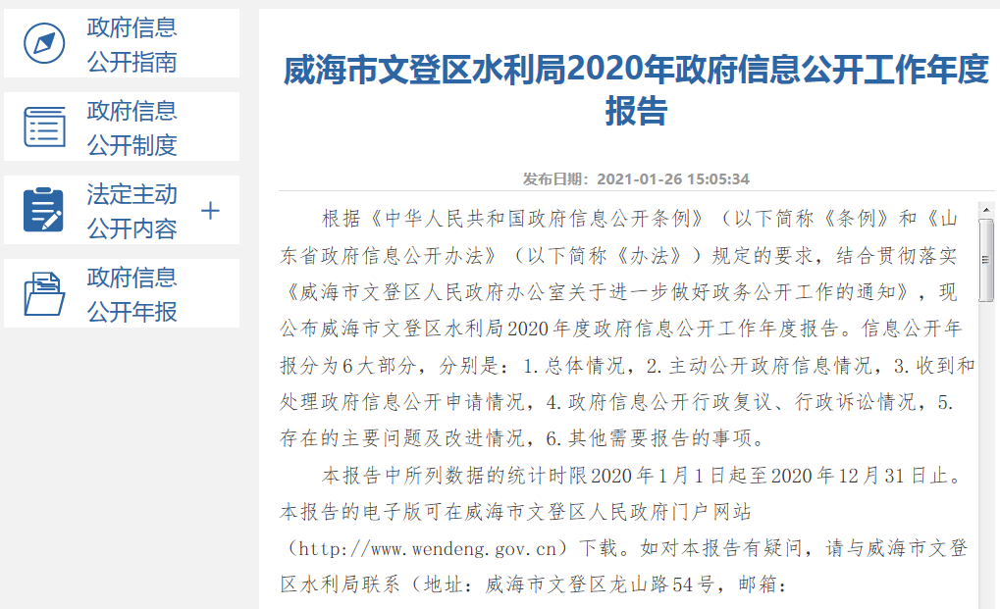 政府信息
公开指南
政府信息
公开制度
法定主动
公开内容
+
政府信息
公开年报
威海市文登区水利局2020年政府信息公开工作年度
报告
发布日期：2021-01-26 15:05:34
根据《中华人民共和国政府信息公开条例》（以下简称《条例》和《山
东省政府信息公开办法》（以下简称《办法》）规定的要求，结合贯彻落实
《威海市文登区人民政府办公室关于进一步做好政务公开工作的通知》，现
公布威海市文登区水利局2020年度政府信息公开工作年度报告。信息公开年
报分为6大部分，分别是：1.总体情况，2.主动公开政府信息情况，3.收到和
处理政府信息公开申请情况，4.政府信息公开行政复议、行政诉讼情况，5.
存在的主要问题及改进情况，6.其他需要报告的事项。
本报告中所列数据的统计时限2020年1月1日起至2020年12月31日止。
本报告的电子版可在威海市文登区人民政府门户网站
（http://www.wendeng.gov.cn）下载。如对本报告有疑问，请与威海市文登
区水利局联系（地址：威海市文登区龙山路54号，邮箱：